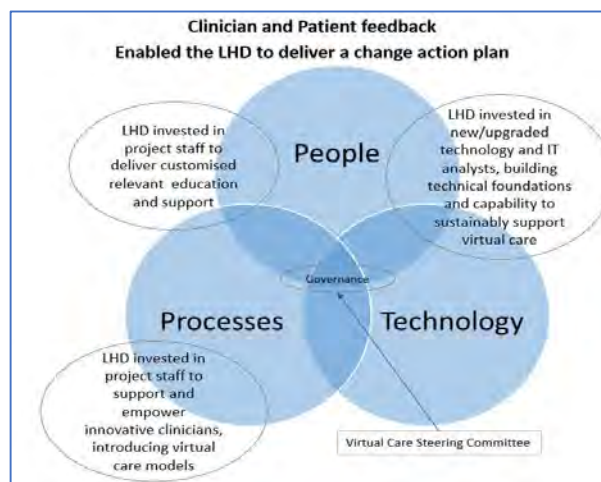 Clinician and Patient feedback
Enabled the LHD to deliver a change action plan
LHD invested in
project staff to
deliver customised
relevant education
and support
People
LHD invested in
new/upgraded
technology and IT
analysts, building
technical foundations
and capability to
sustainably support
virtual care
Governance
Processes
Technology
LHD invested in
project staff to
support and
empower
innovative clinicians,
introducing virtual
care models
Virtual Care Steering Committee